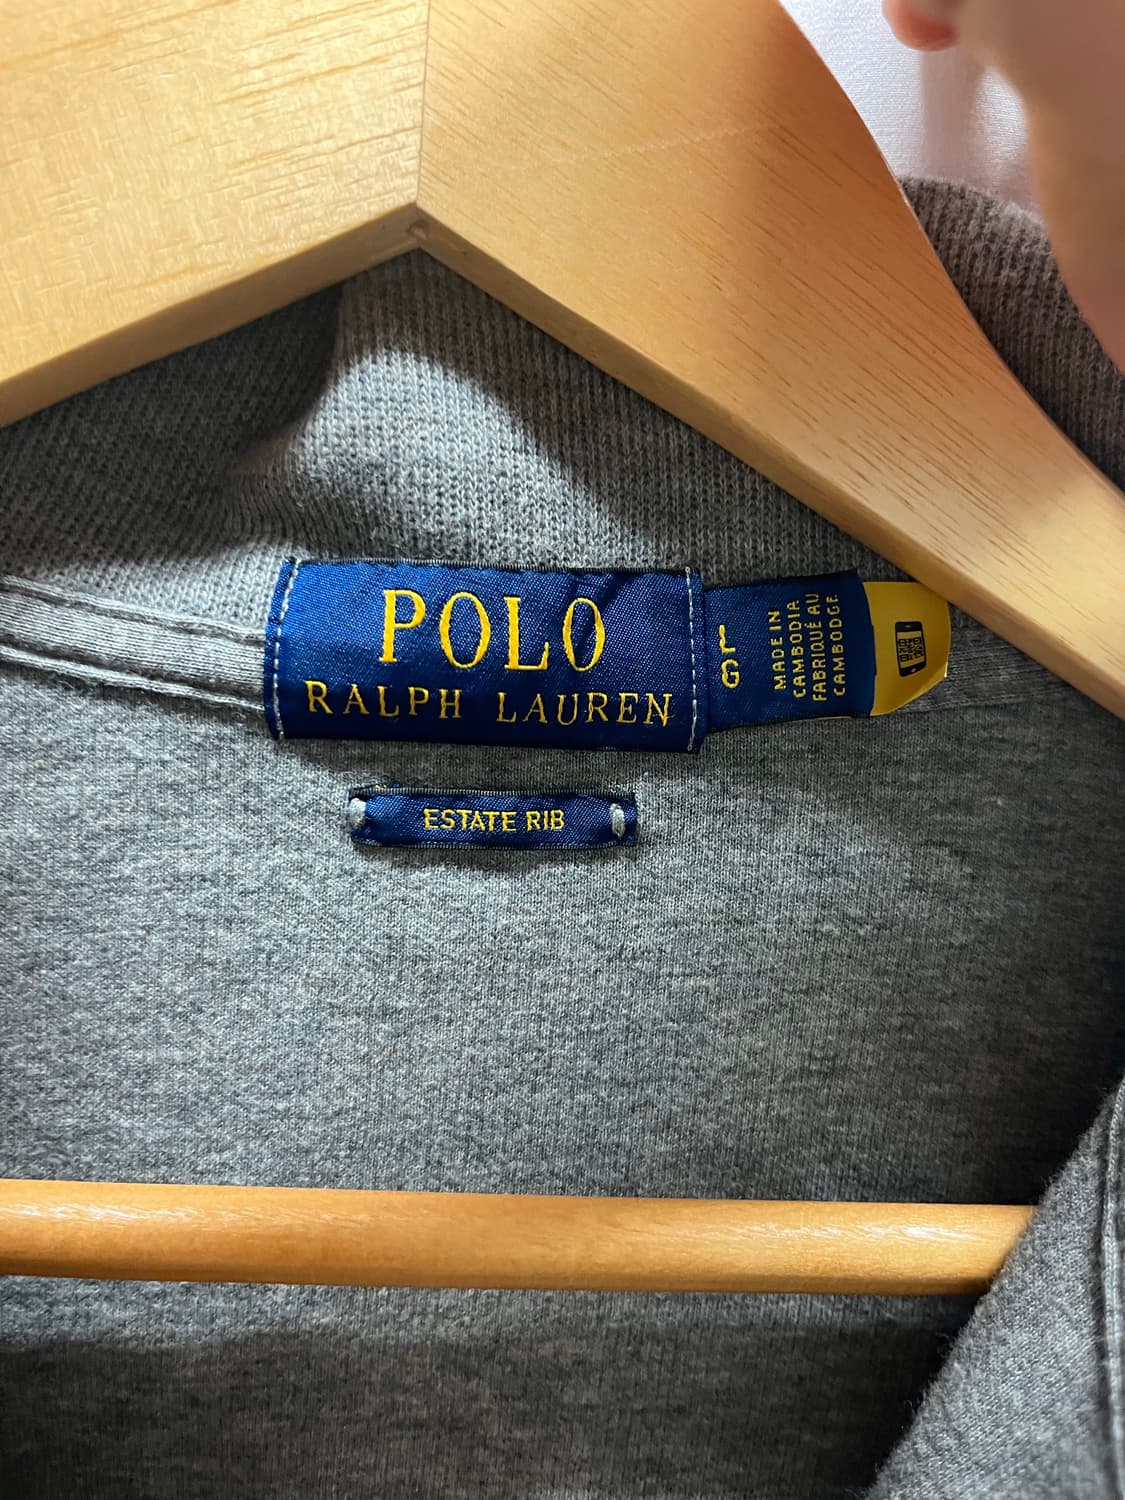 POLO
RALPH LAUREN
ESTATE RIB
MADE IN
CAMBODIA
FABRIQUÉ AU
CAMBODGE